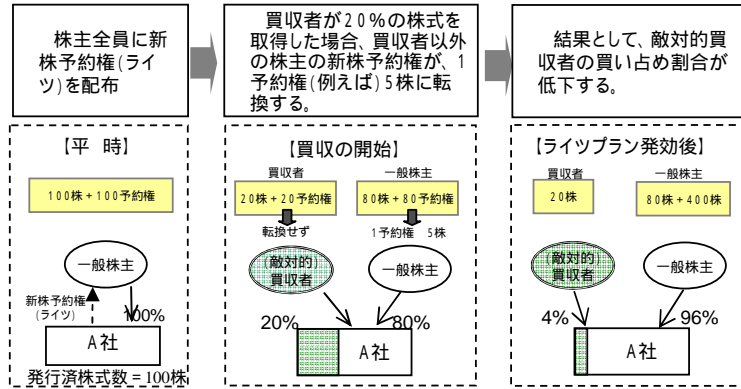 株主全員に新
株予約権(ライ
ツ)を配布
買収者が20%の株式を
取得した場合、買収者以外
の株主の新株予約権が、1
予約権(例えば)5株に転
換する。
結果として、敵対的買
収者の買い占め割合が
低下する。
【平 時】
100株+100予約権
一般株主
新株予約権
(ライツ)
100%
A社
発行済株式数=100株
【買収の開始】
買収者
一般株主
20株+20予約権
80株+80予約権
転換せず
1予約権 5株
(敵対的)
買収者
一般株主
20%
80%
A社
【ライツプラン発効後】
買収者
一般株主
20株
80株+400株
(敵対的)
買収者
一般株主
4%
96%
A社